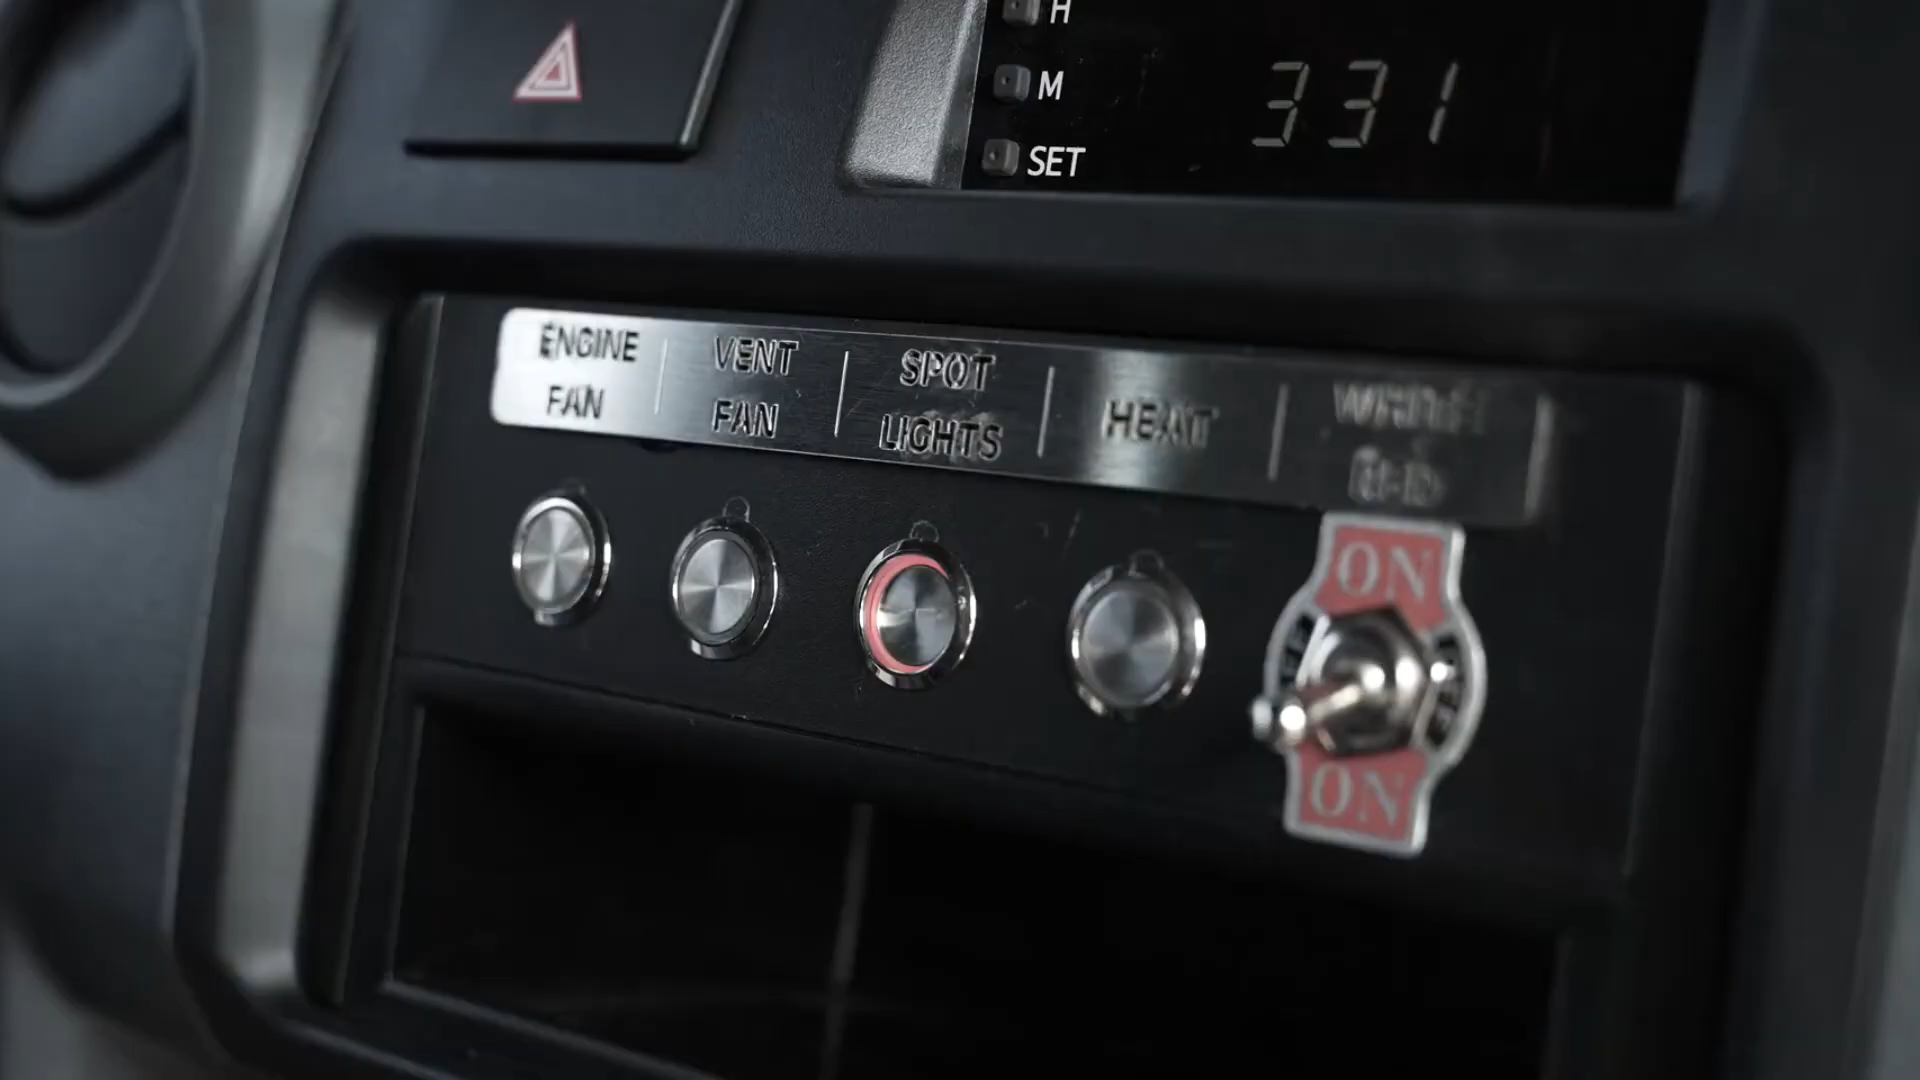 H
M
331
SET
ENGINE
FAN
VENT
FAN
SPOT
LIGHTS
HEAT
ON
ON